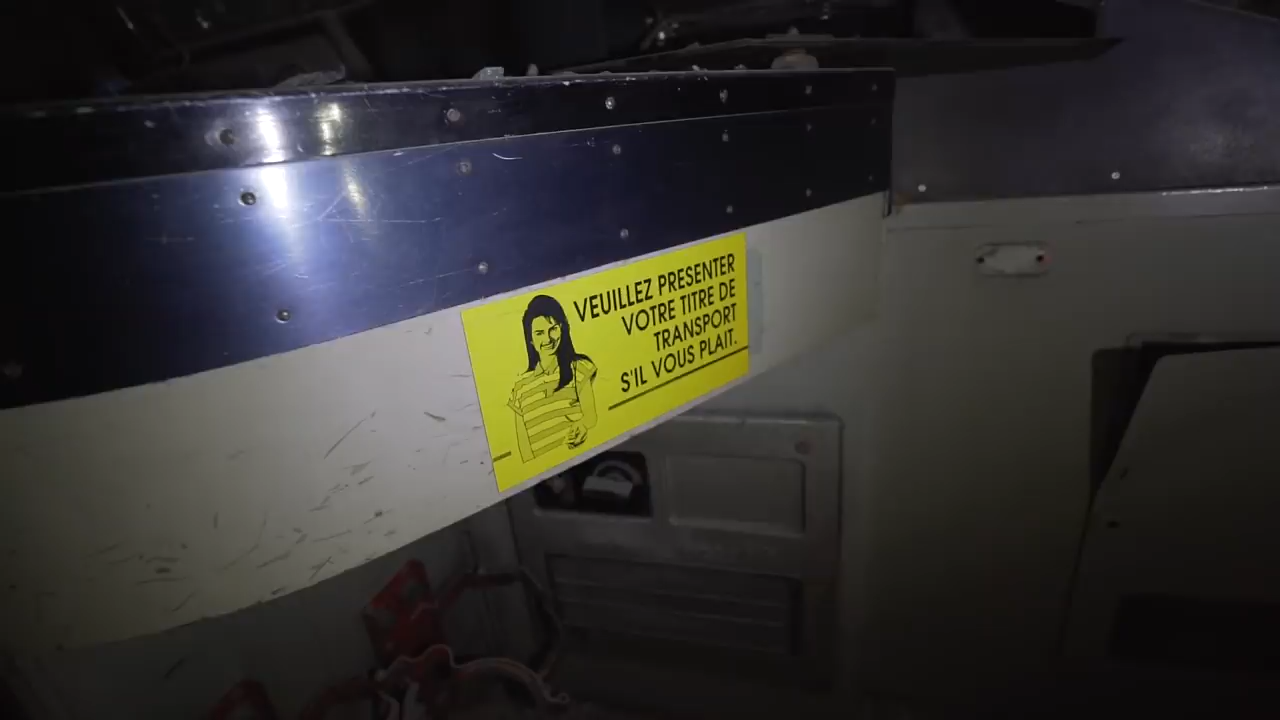 VEUILLEZ PRESENTER
VOTRE TITRE DE
TRANSPORT
S'IL VOUS PLAIT.